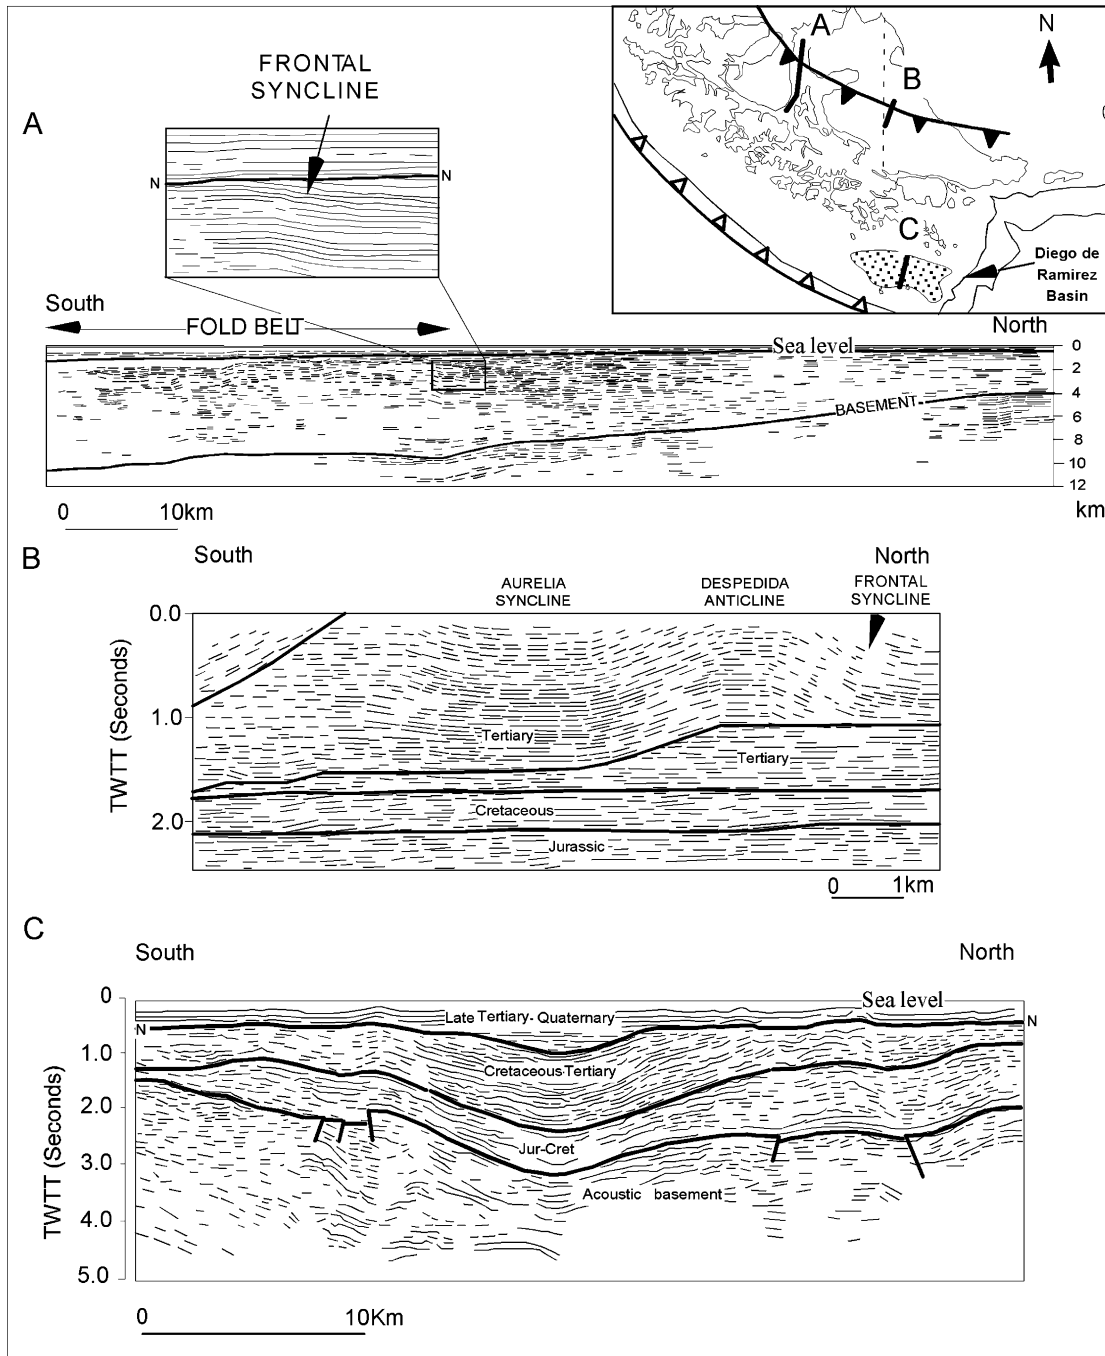 A
FRONTAL
SYNCLINE
N
N
A
B
N
C
Diego de
Ramirez
Basin
South
FOLD BELT
North
Sea level
BASEMENT
0
2
4
6
8
10
12
km
0 10km
B
South
North
AURELIA
SYNCLINE
DESPEDIDA
ANTICLINE
FRONTAL
SYNCLINE
TWTT (Seconds)
0.0
1.0
2.0
Tertiary
Tertiary
Cretaceous
Jurassic
0 1km
C
South
North
TWTT (Seconds)
0
1.0
2.0
3.0
4.0
5.0
Sea level
Late Tertiary-Quaternary
N
N
Cretaceous-Tertiary
Jur-Cret
Acoustic basement
0 10Km